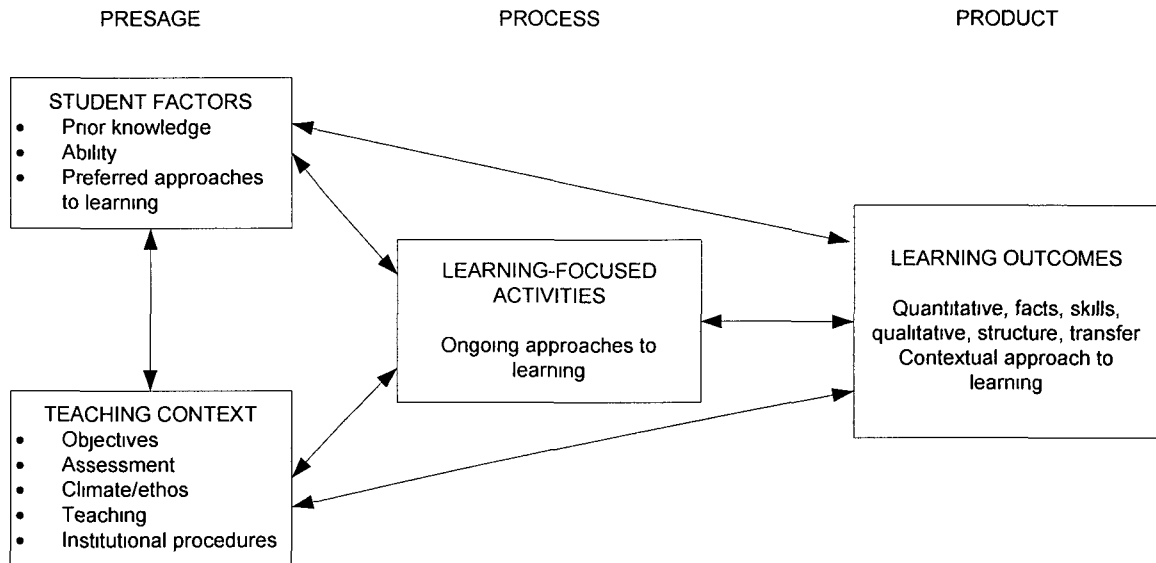 PRESAGE
PROCESS
PRODUCT
STUDENT FACTORS
• Prior knowledge
• Ability
• Preferred approaches
to learning
LEARNING-FOCUSED
ACTIVITIES
Ongoing approaches to
learning
LEARNING OUTCOMES
Quantitative, facts, skills,
qualitative, structure, transfer
Contextual approach to
learning
TEACHING CONTEXT
• Objectives
• Assessment
• Climate/ethos
• Teaching
• Institutional procedures